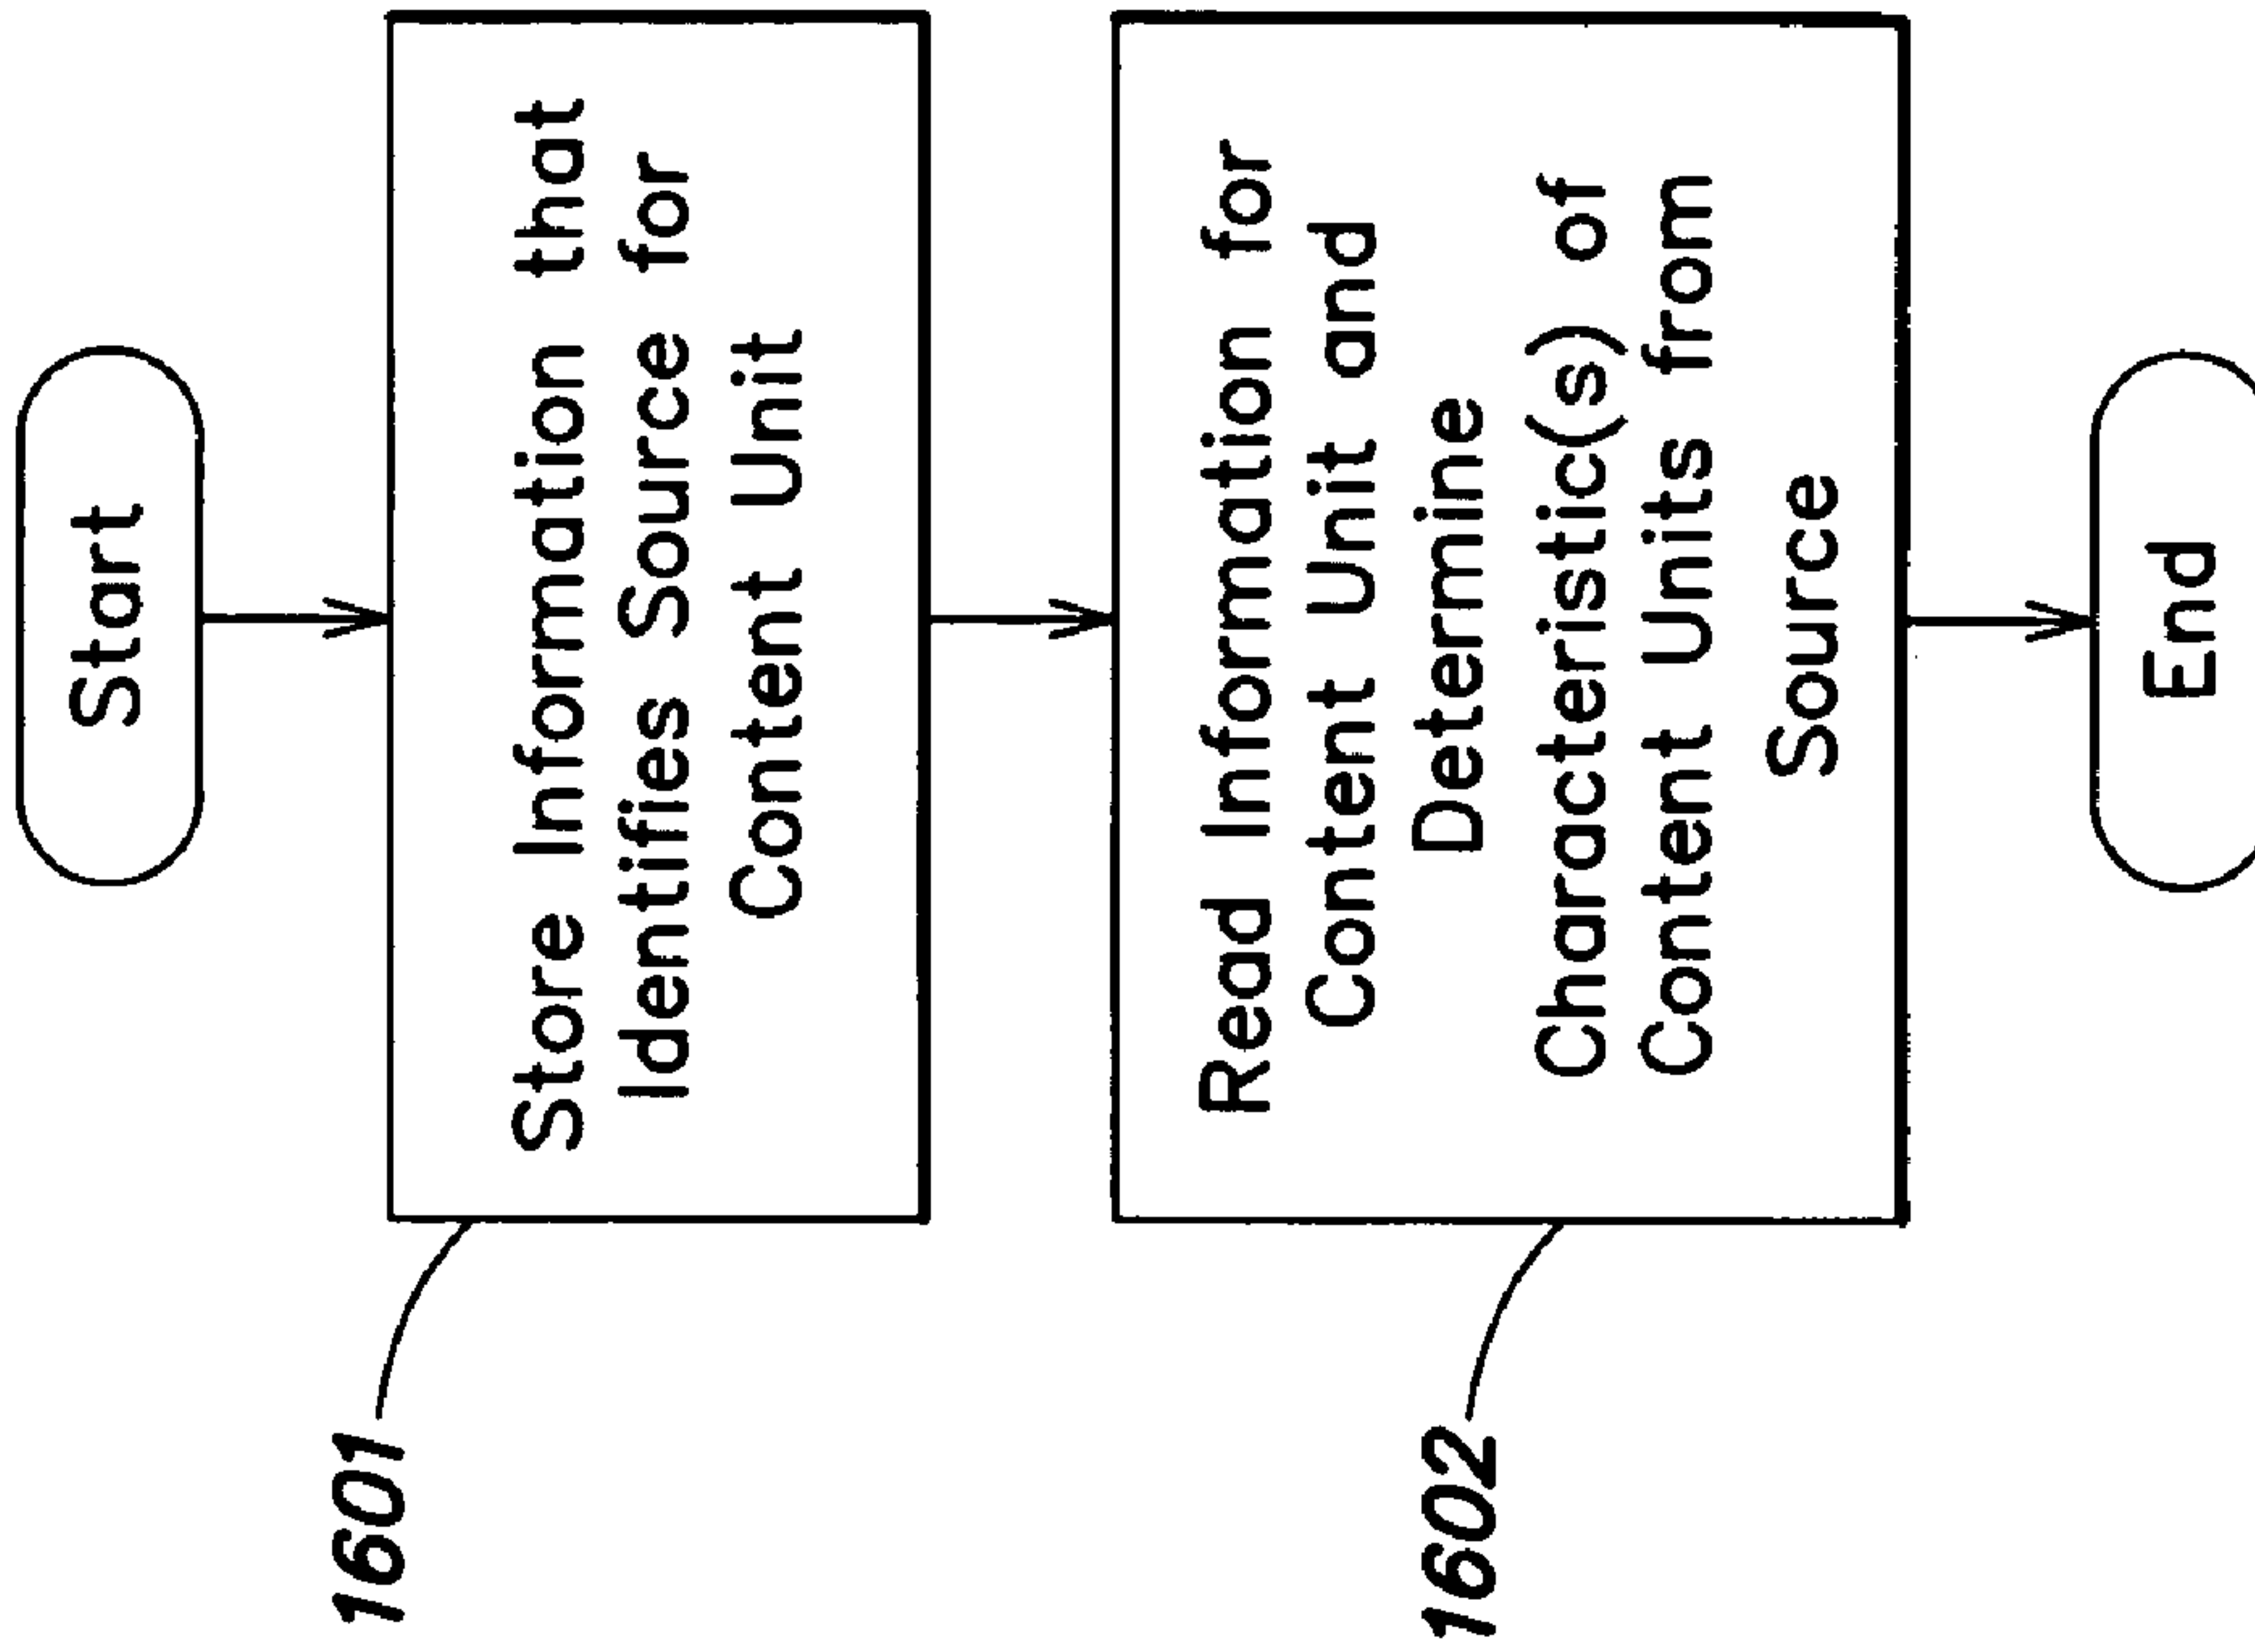 Start
Store Information that
Identifies Source for
Content Unit
1601
Read Information for
Content Unit and
Determine
Characteristic(s) of
Content Units from
Source
1602
End